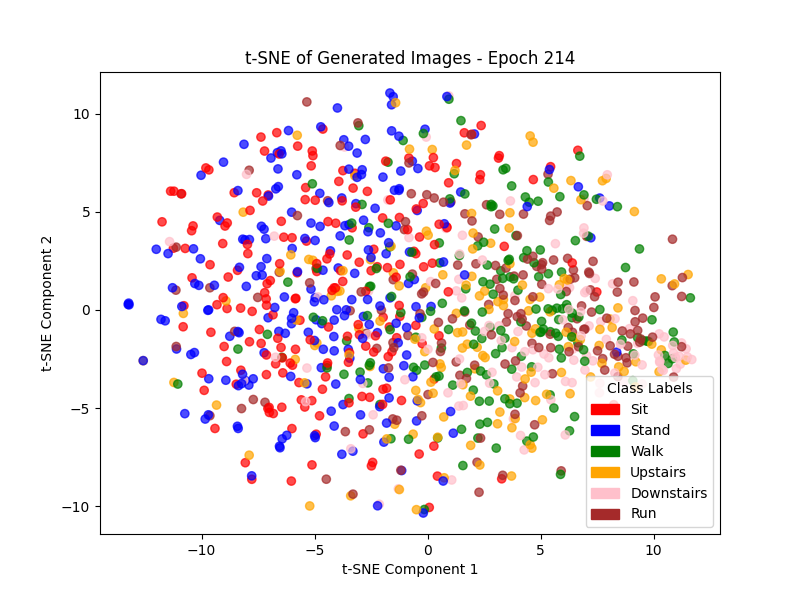 t-SNE of Generated Images - Epoch 214
10
5
0
−5
−10
t-SNE Component 2
−10
−5
0
5
10
t-SNE Component 1
Class Labels
Sit
Stand
Walk
Upstairs
Downstairs
Run